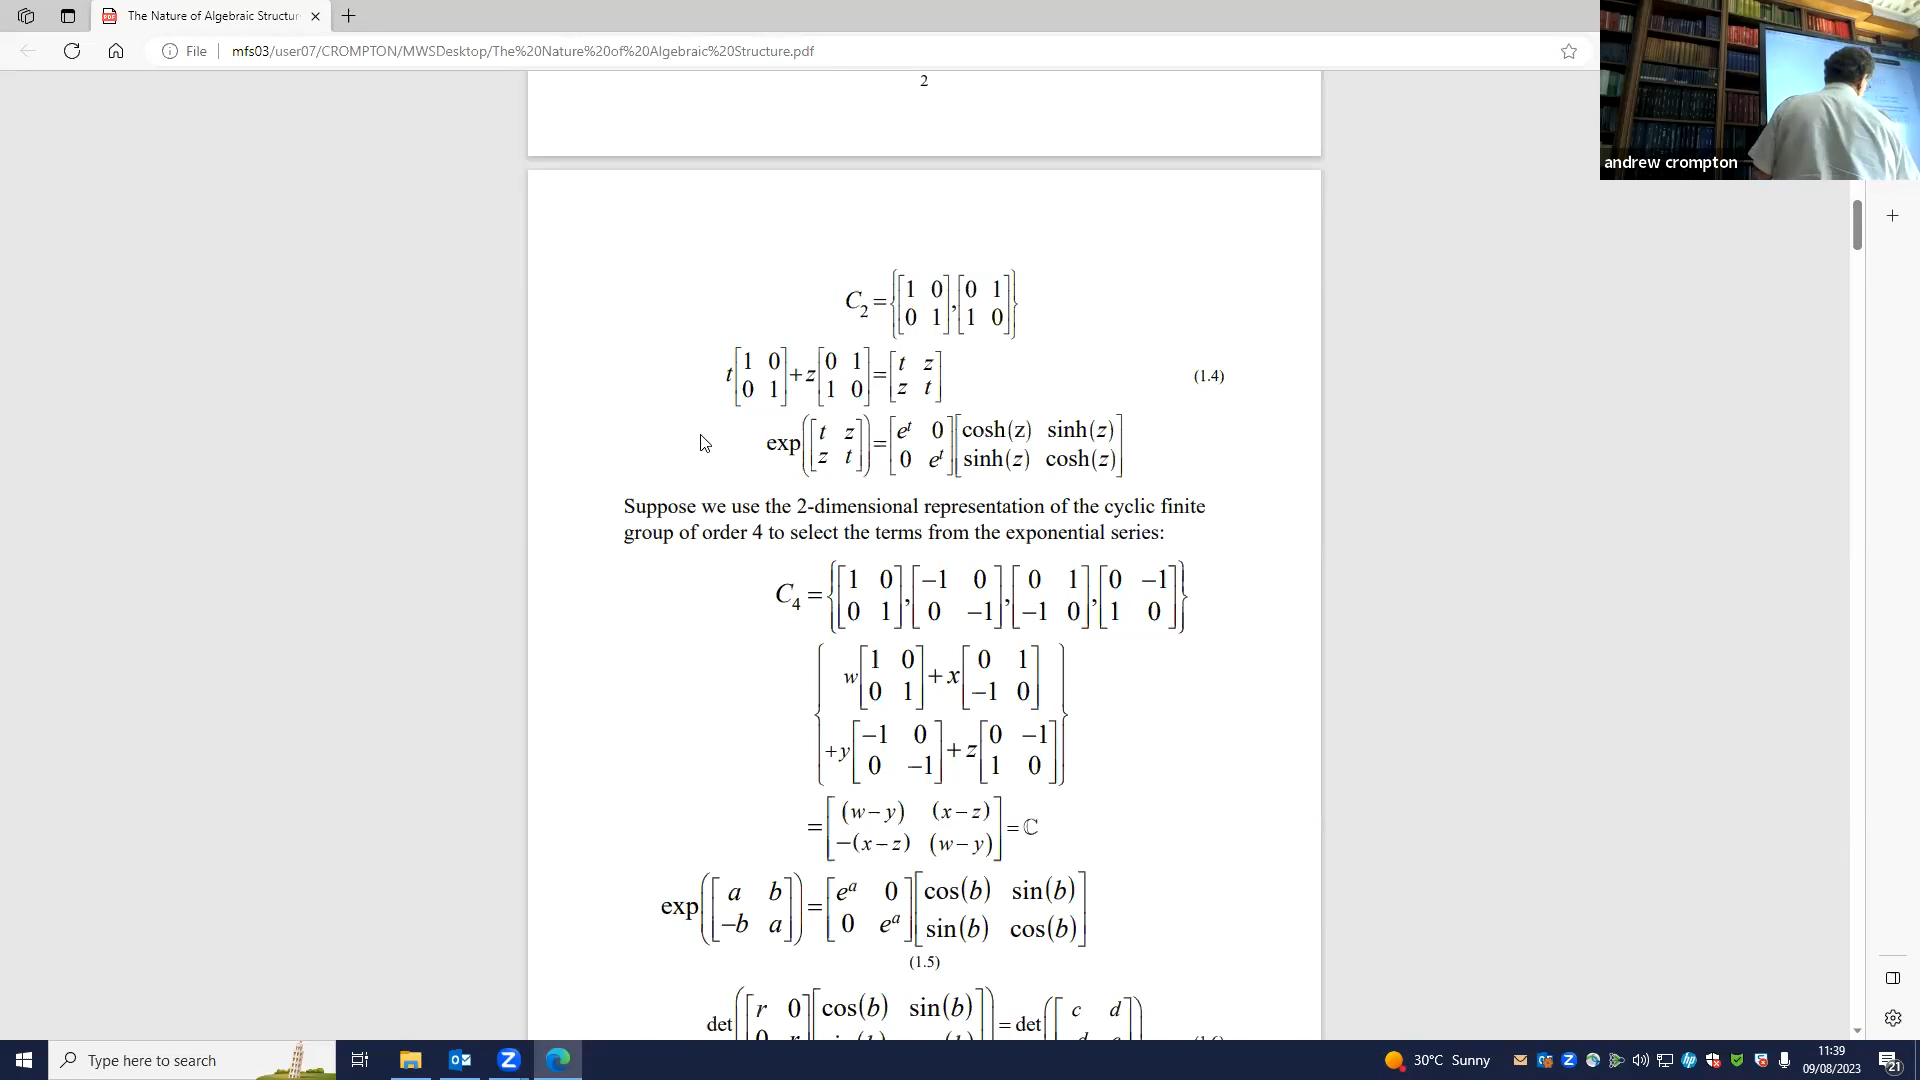 The Nature of Algebraic Structur
File mfs03/user07/CROMPTON/MWSDesktop/The%20Nature%20of%20Algebraic%20Structure.pdf
andrew crompton
2
C₂ = {[1 0; 0 1], [0 1; 1 0]}
t[1 0; 0 1] + z[0 1; 1 0] = [t z; z t] (1.4)
exp([t z; z t]) = [eᵗ 0; 0 eᵗ][cosh(z) sinh(z); sinh(z) cosh(z)]
Suppose we use the 2-dimensional representation of the cyclic finite
group of order 4 to select the terms from the exponential series:
C₄ = {[1 0; 0 1], [−1 0; 0 −1], [0 1; −1 0], [0 −1; 1 0]}
{w[1 0; 0 1] + x[0 1; −1 0]
+y[−1 0; 0 −1] + z[0 −1; 1 0]}
= [(w−y) (x−z); −(x−z) (w−y)] = ℂ
exp([a b; −b a]) = [eᵃ 0; 0 eᵃ][cos(b) sin(b); sin(b) cos(b)]
(1.5)
det([r 0][cos(b) sin(b)]) = det([c d])
Type here to search
30°C Sunny
11:39
09/08/2023
21